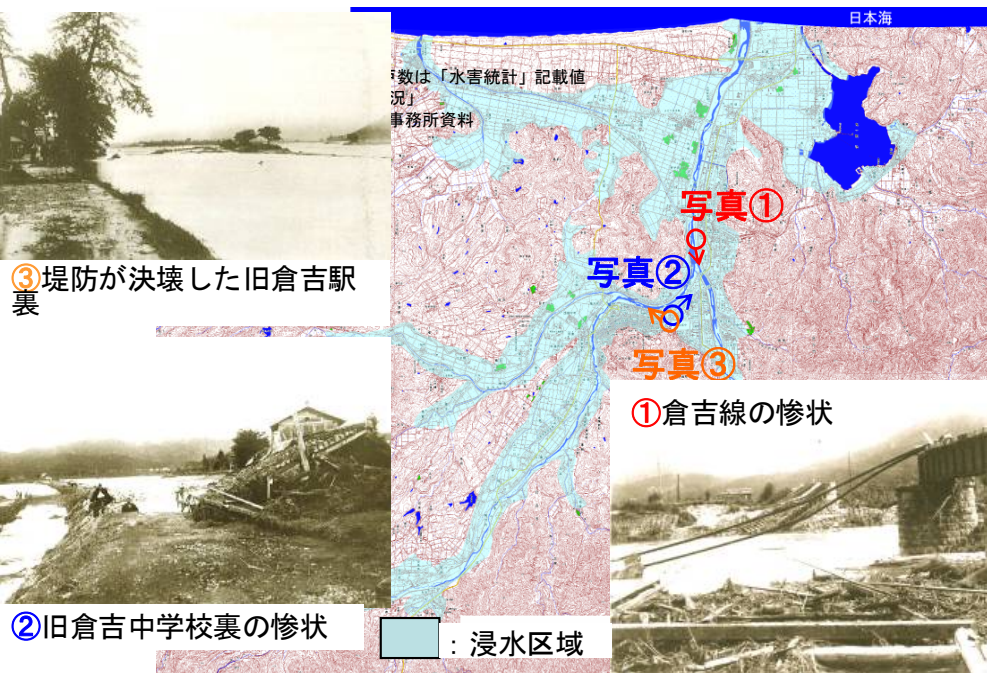 日本海
戸数は「水害統計」記載値
況」
事務所資料
写真①
写真②
写真③
③堤防が決壊した旧倉吉駅
裏
①倉吉線の惨状
②旧倉吉中学校裏の惨状
：浸水区域